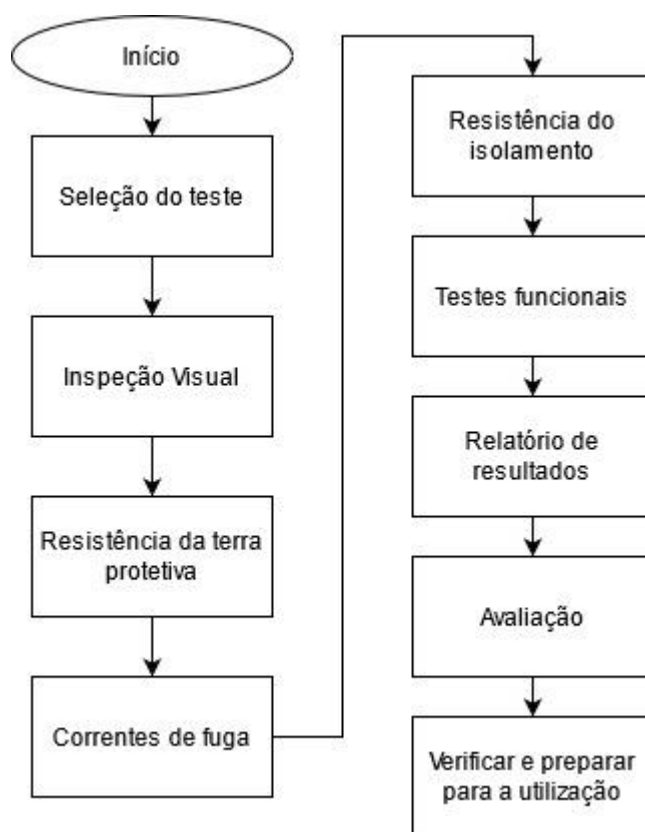 Início
Seleção do teste
Inspeção Visual
Resistência da terra
protetiva
Correntes de fuga
Resistência do
isolamento
Testes funcionais
Relatório de
resultados
Avaliação
Verificar e preparar
para a utilização